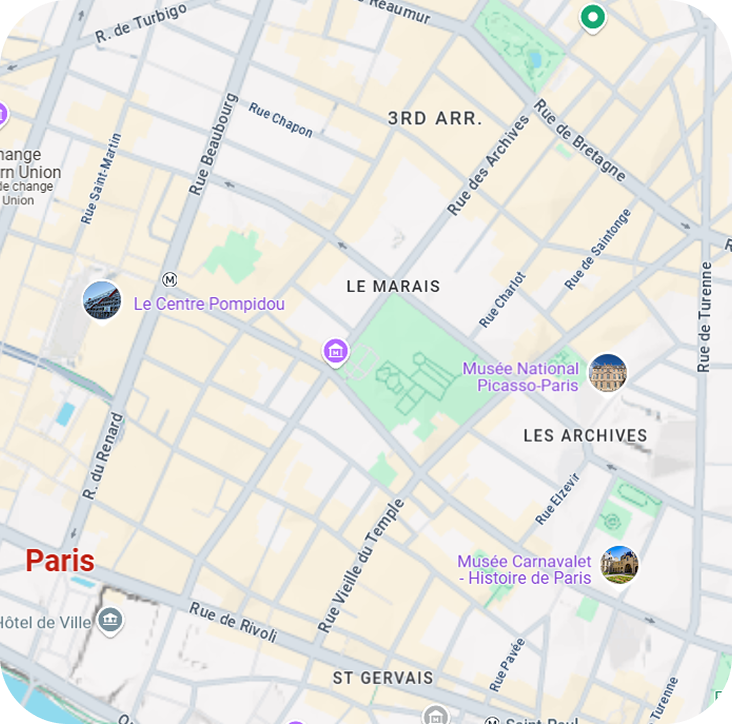 R. de Turbigo
Réaumur
3RD ARR.
Rue Chapon
Rue Beaubourg
Rue Saint-Martin
hange
rn Union
de change
Union
Rue des Archives
Rue de Bretagne
Rue de Saintonge
Rue de Turenne
R
M
LE MARAIS
Le Centre Pompidou
Rue Charlot
Musée National
Picasso-Paris
LES ARCHIVES
R. du Renard
Rue Elzevir
Rue Vieille du Temple
Paris
Musée Carnavalet
- Histoire de Paris
Hôtel de Ville
Rue de Rivoli
Rue Pavée
ST GERVAIS
Turenne
M
Saint-Paul